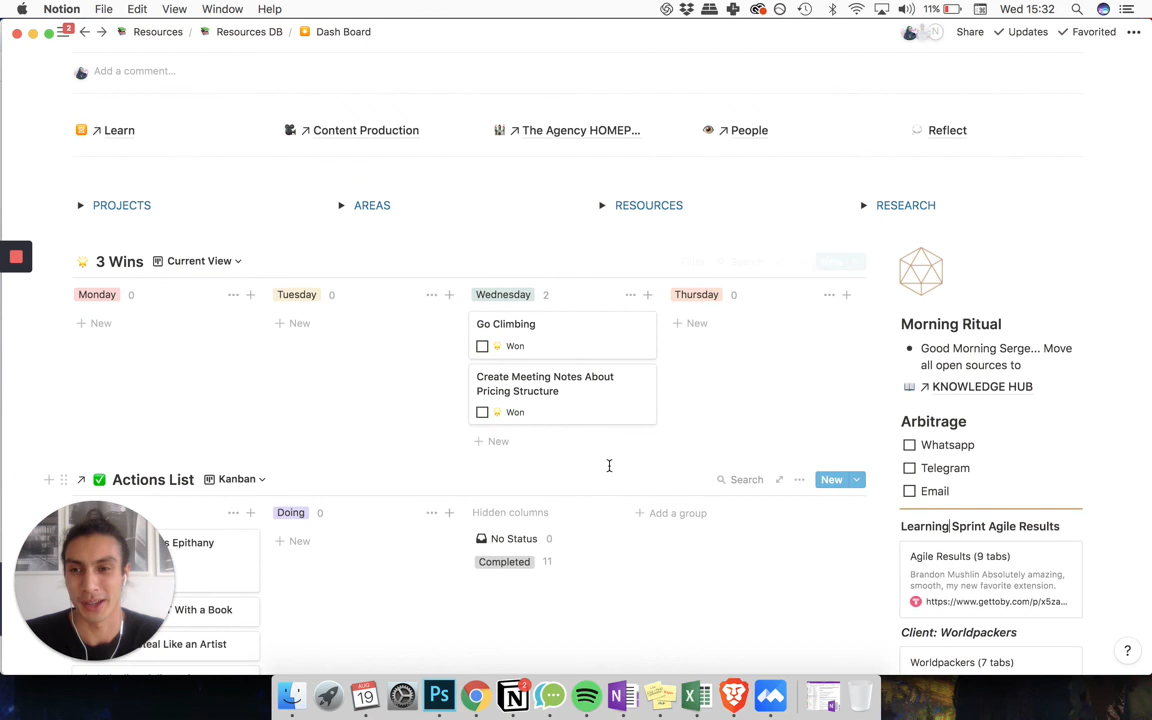 Notion File Edit View Window Help 11% Wed 15:32
2 Resources / Resources DB / Dash Board Share Updates Favorited
N
Add a comment...
Learn Content Production The Agency HOMEP... People Reflect
PROJECTS AREAS RESOURCES RESEARCH
3 Wins Current View
Monday 0 Tuesday 0 Wednesday 2 Thursday 0
New New New
Go Climbing
Won
Create Meeting Notes About
Pricing Structure
Won
New
Actions List Kanban Search New
Doing 0 Hidden columns Add a group
New
No Status 0
Completed 11
s Epithany
With a Book
teal Like an Artist
Morning Ritual
Good Morning Serge... Move
all open sources to
KNOWLEDGE HUB
Arbitrage
Whatsapp
Telegram
Email
Learning Sprint Agile Results
Agile Results (9 tabs)
Brandon Mushlin Absolutely amazing,
smooth, my new favorite extension.
https://www.gettoby.com/p/x5za...
Client: Worldpackers
Worldpackers (7 tabs)
?
AUG
19
Ps
N
2
N
X